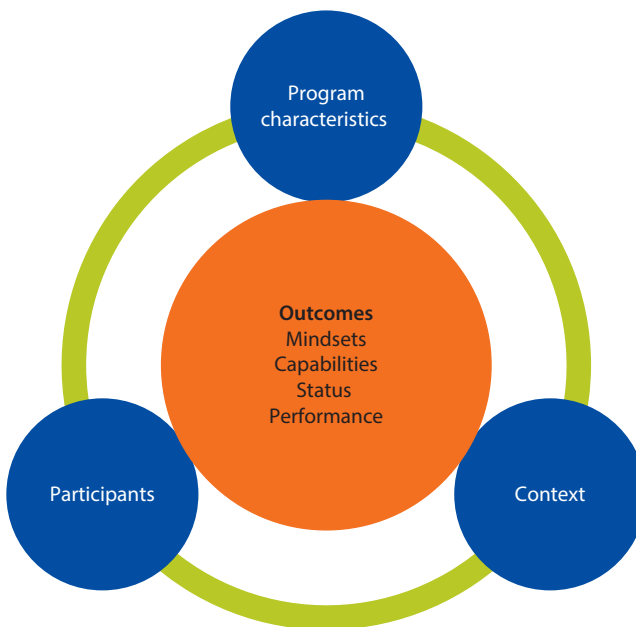 Program
characteristics
Outcomes
Mindsets
Capabilities
Status
Performance
Participants
Context